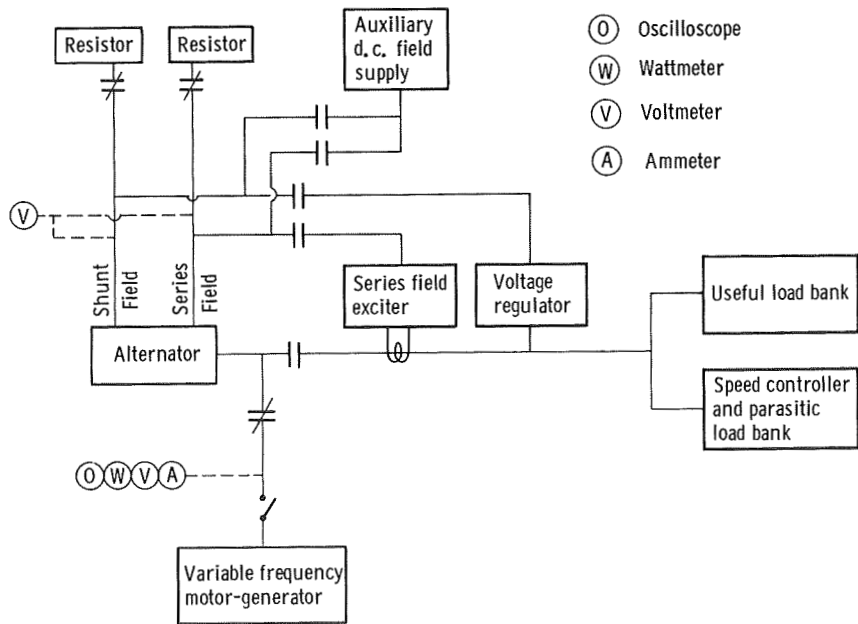 Resistor
Resistor
Auxiliary
d. c. field
supply
O Oscilloscope
W Wattmeter
V Voltmeter
A Ammeter
V
Shunt
Field
Series
Field
Series field
exciter
Voltage
regulator
Useful load bank
Alternator
Speed controller
and parasitic
load bank
O W V A
Variable frequency
motor-generator